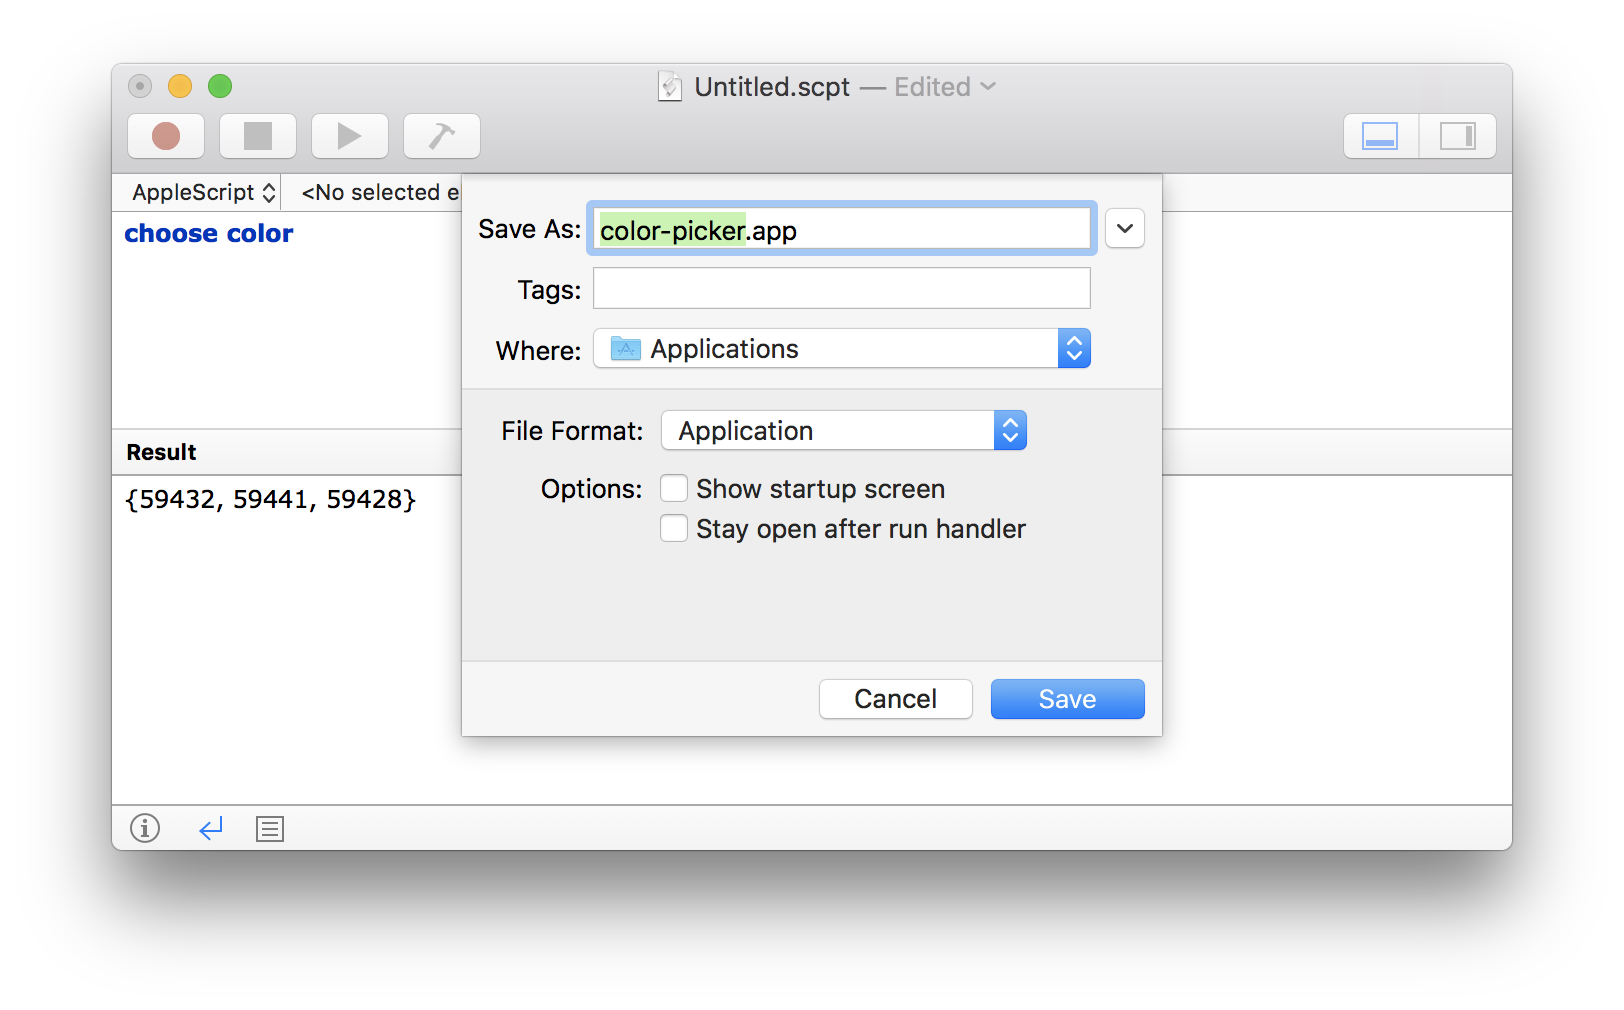 Untitled.scpt — Edited
AppleScript <No selected e
choose color
Save As: color-picker.app
Tags:
Where: Applications
File Format: Application
Options: Show startup screen
Stay open after run handler
Cancel Save
Result
{59432, 59441, 59428}